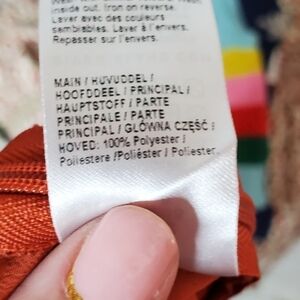 inside out. Iron on reverse.
Laver avec des couleurs
semblables. Laver à l'envers.
Repasser sur l'envers.
MAIN / HUVUDDEL /
HOOFDDEEL / PRINCIPAL /
HAUPTSTOFF / PARTE
PRINCIPALE / PARTE
PRINCIPAL / GŁÓWNA CZĘŚĆ /
HOVED: 100% Polyester /
Poliestere /Poliéster / Poliester.